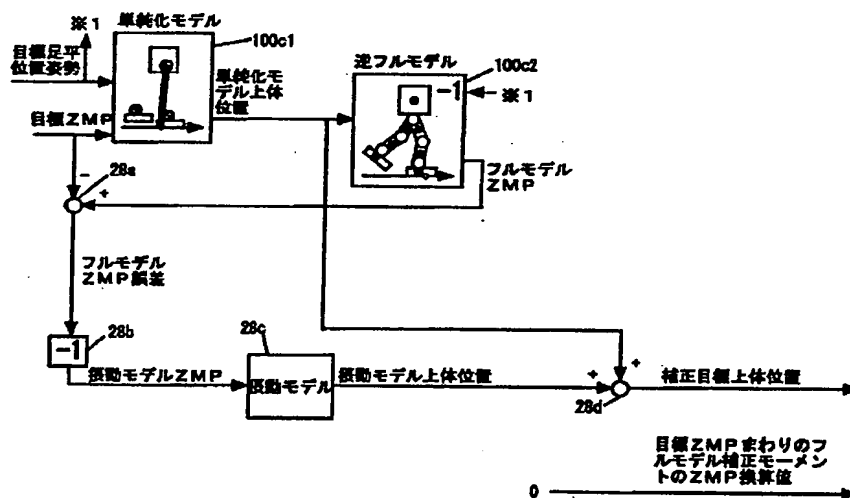 ※1
単純化モデル
100c1
目標足平
位置姿勢
単純化モ
デル上体
位置
逆フルモデル
100c2
-1
※1
目標ZMP
フルモデル
ZMP
-
28a
+
フルモデル
ZMP誤差
-1
28b
28c
摂動モデルZMP
摂動モデル
摂動モデル上体位置
+
+
28d
補正目標上体位置
目標ZMPまわりのフ
ルモデル補正モーメン
トのZMP換算値
0